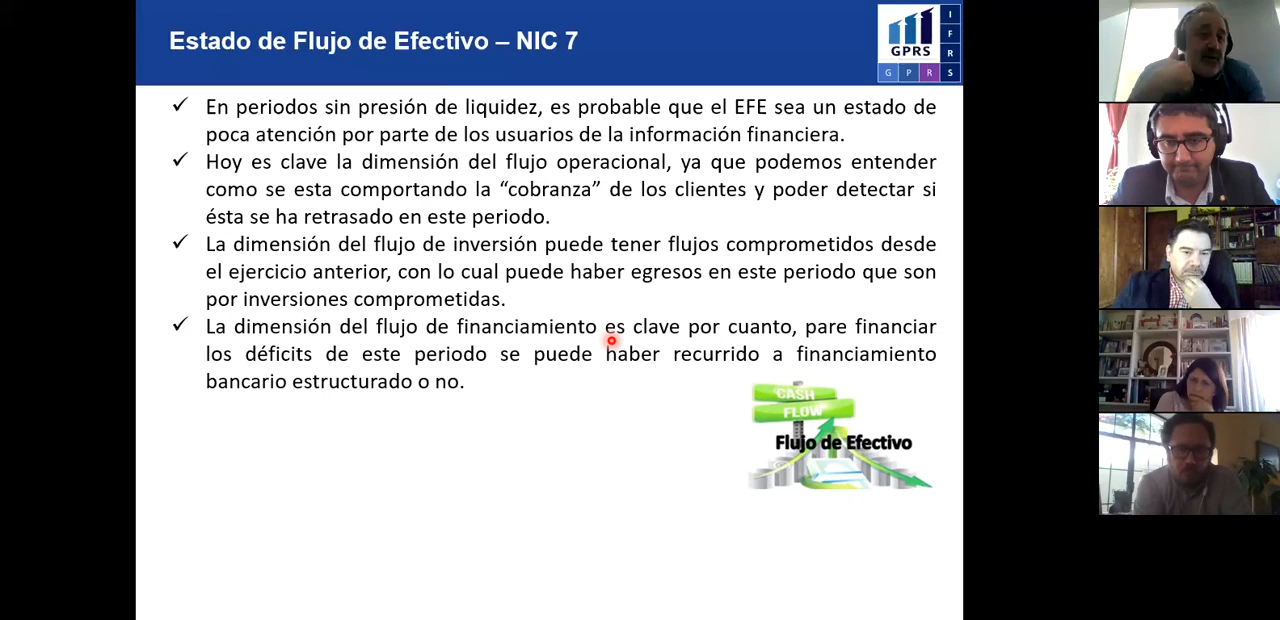 Estado de Flujo de Efectivo – NIC 7
GPRS
I
F
R
G P R S
✓ En periodos sin presión de liquidez, es probable que el EFE sea un estado de
poca atención por parte de los usuarios de la información financiera.
✓ Hoy es clave la dimensión del flujo operacional, ya que podemos entender
como se esta comportando la “cobranza” de los clientes y poder detectar si
ésta se ha retrasado en este periodo.
✓ La dimensión del flujo de inversión puede tener flujos comprometidos desde
el ejercicio anterior, con lo cual puede haber egresos en este periodo que son
por inversiones comprometidas.
✓ La dimensión del flujo de financiamiento es clave por cuanto, pare financiar
los déficits de este periodo se puede haber recurrido a financiamiento
bancario estructurado o no.
CASH
FLOW
Flujo de Efectivo